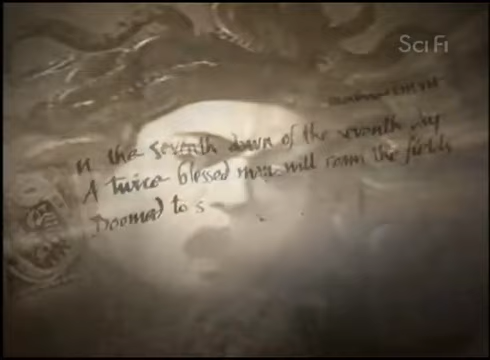 Sci Fi
n the seventh dawn of the seventh day
A twice blessed man will roam the fields
Doomed to s